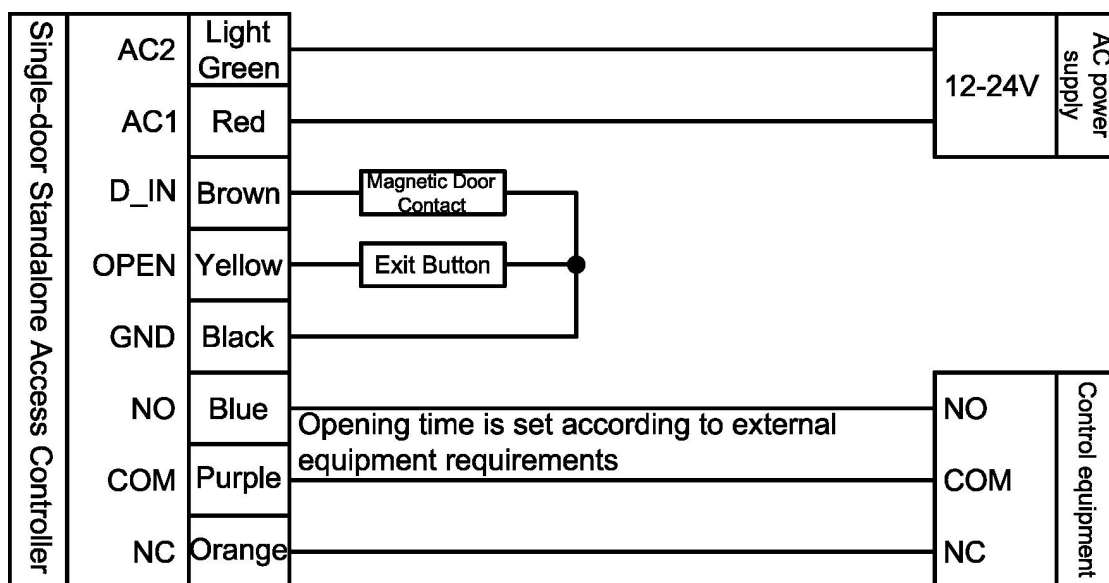 Single-door Standalone Access Controller
AC2
Light
Green
AC1
Red
D_IN
Brown
OPEN
Yellow
GND
Black
NO
Blue
COM
Purple
NC
Orange
Magnetic Door
Contact
Exit Button
Opening time is set according to external
equipment requirements
12-24V
AC power
supply
NO
COM
NC
Control equipment